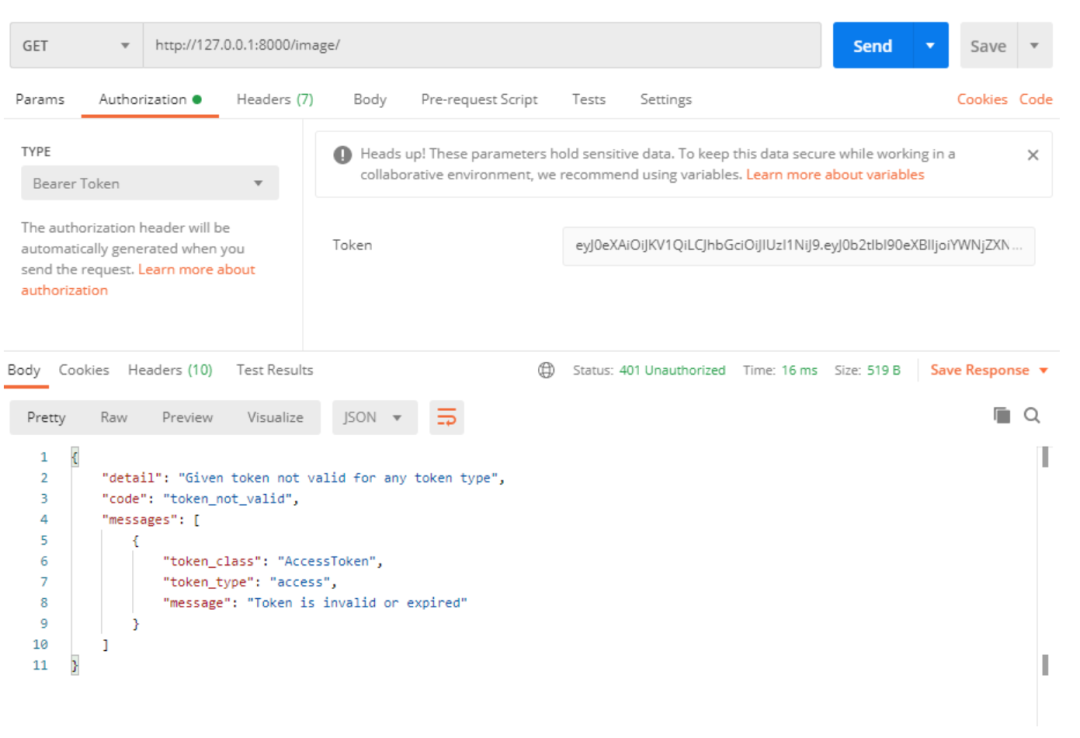 GET
http://127.0.0.1:8000/image/
Send
Save
Params
Authorization
Headers (7)
Body
Pre-request Script
Tests
Settings
Cookies
Code
TYPE
Bearer Token
The authorization header will be
automatically generated when you
send the request. Learn more about
authorization
Heads up! These parameters hold sensitive data. To keep this data secure while working in a
collaborative environment, we recommend using variables. Learn more about variables
Token
Body
Cookies
Headers (10)
Test Results
Status: 401 Unauthorized
Time: 16 ms
Size: 519 B
Save Response
Pretty
Raw
Preview
Visualize
JSON
1 {
2 "detail": "Given token not valid for any token type",
3 "code": "token_not_valid",
4 "messages": [
5 {
6 "token_class": "AccessToken",
7 "token_type": "access",
8 "message": "Token is invalid or expired"
9 }
10 ]
11 }